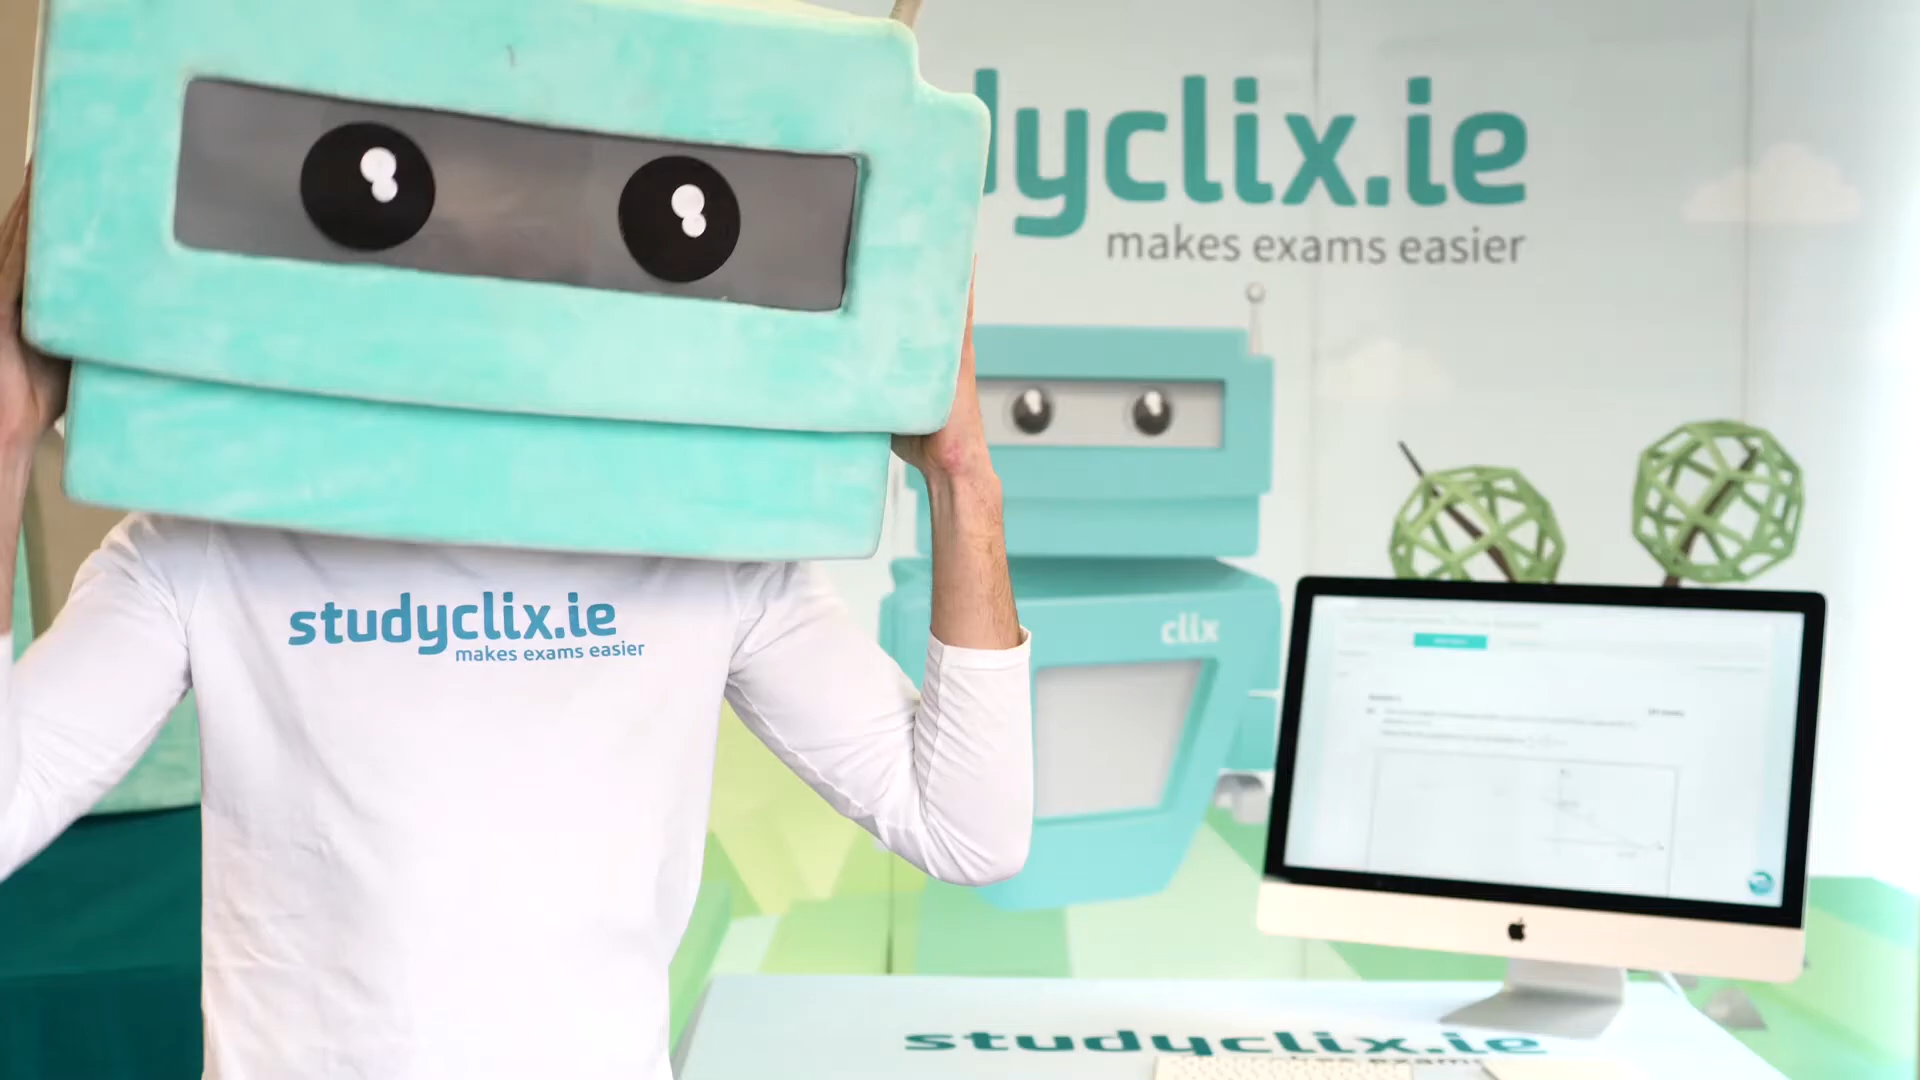 dyclix.ie
makes exams easier
studyclix.ie
makes exams easier
clix
studyclix.ie